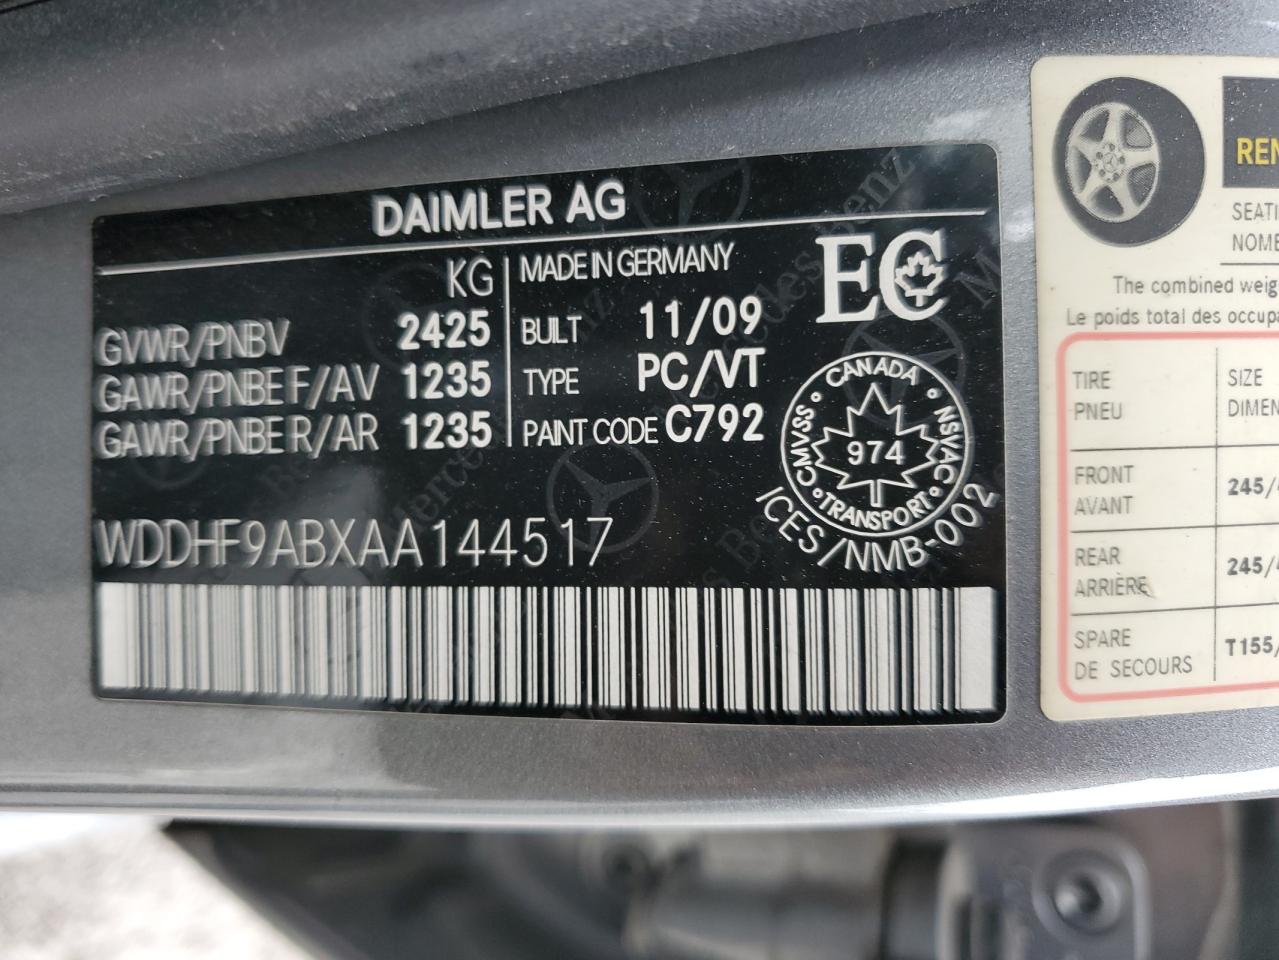 DAIMLER AG
KG
GVWR/PNBV 2425
GAWR/PNBE F/AV 1235
GAWR/PNBE R/AR 1235
MADE IN GERMANY
BUILT 11/09
TYPE PC/VT
PAINT CODE C792
EC
CANADA
CMVSS • NSVAC
974
TRANSPORT
ICES/NMB-002
WDDHF9ABXAA144517
Mercedes Benz
REN
SEATI
NOME
The combined weig
Le poids total des occupa
TIRE
PNEU
SIZE
DIMEN
FRONT
AVANT
245/
REAR
ARRIÈRE
245/
SPARE
DE SECOURS
T155/